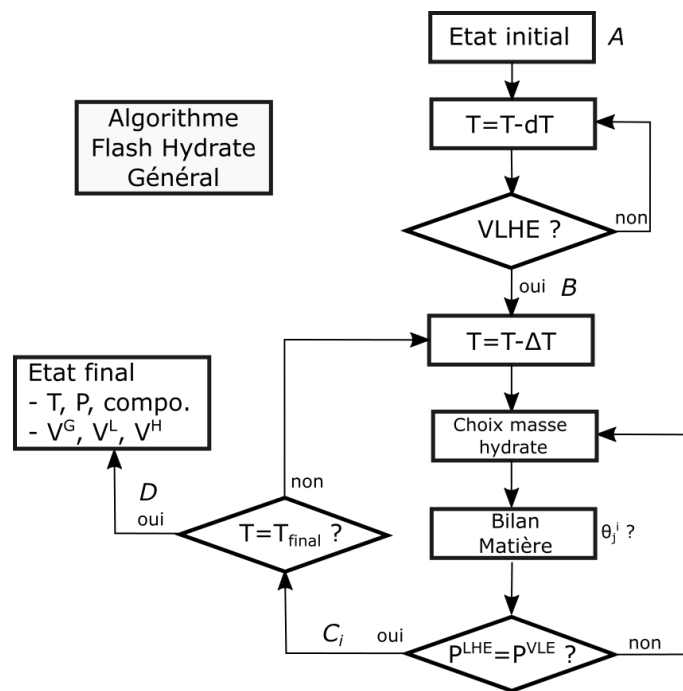 Etat initial
A
Algorithme
Flash Hydrate
Général
T=T-dT
VLHE ?
non
oui
B
T=T-ΔT
Etat final
- T, P, compo.
- V^G, V^L, V^H
Choix masse
hydrate
D
oui
non
T=T_final ?
Bilan
Matière
θ_j^i ?
C_i
oui
P^LHE=P^VLE ?
non